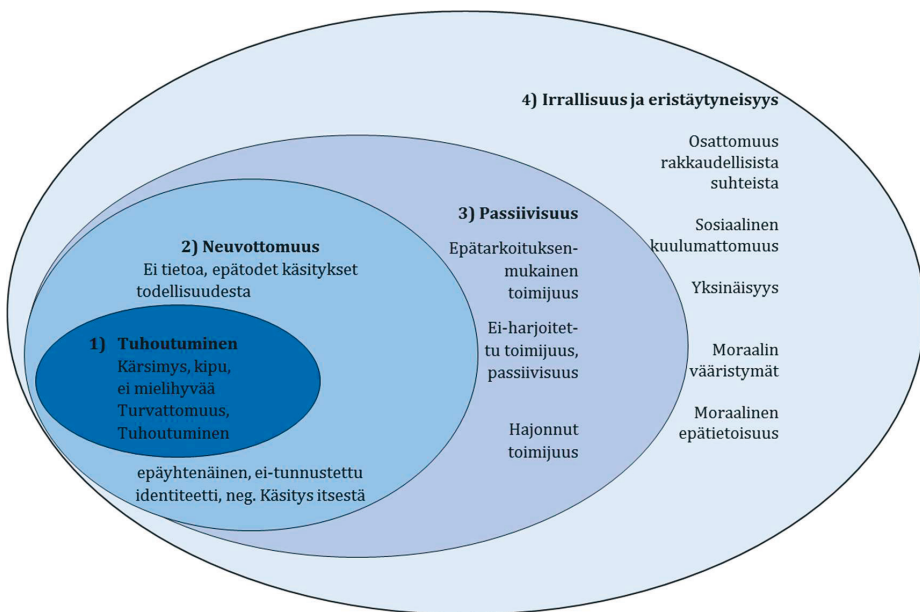 4) Irrallisuus ja eristäytyneisyys
Osattomuus
rakkaudellisista
suhteista
Sosiaalinen
kuulumattomuus
Yksinäisyys
Moraalin
vääristymät
Moraalinen
epätietoisuus
3) Passiivisuus
Epätarkoituksen-
mukainen
toimijuus
Ei-harjoitet-
tu toimijuus,
passiivisuus
Hajonnut
toimijuus
2) Neuvottomuus
Ei tietoa, epätodet käsitykset
todellisuudesta
1) Tuhoutuminen
Kärsimys, kipu,
ei mielihyvää
Turvattomuus,
Tuhoutuminen
epäyhtenäinen, ei-tunnustettu
identiteetti, neg. Käsitys itsestä